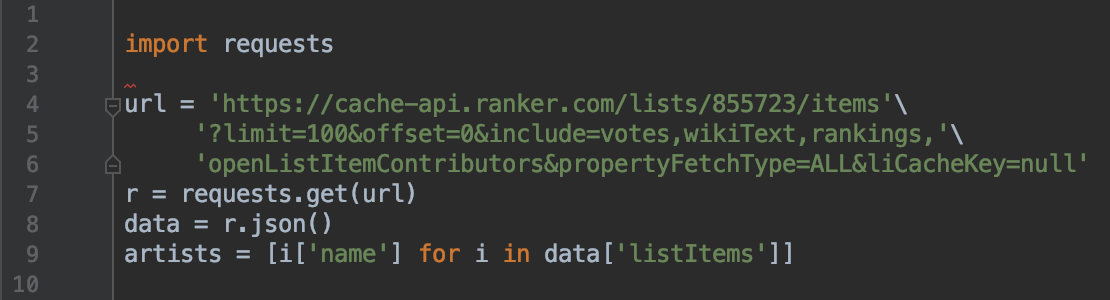 1
2 import requests
3
4 url = 'https://cache-api.ranker.com/lists/855723/items'\
5 '?limit=100&offset=0&include=votes,wikiText,rankings,'\
6 'openListItemContributors&propertyFetchType=ALL&liCacheKey=null'
7 r = requests.get(url)
8 data = r.json()
9 artists = [i['name'] for i in data['listItems']]
10